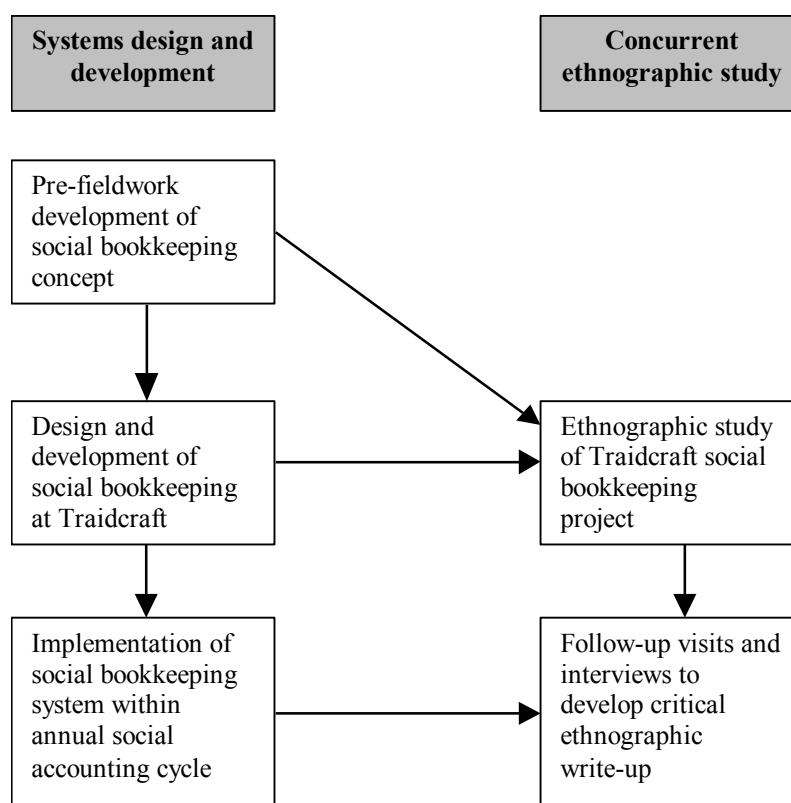 Systems design and
development
Concurrent
ethnographic study
Pre-fieldwork
development of
social bookkeeping
concept
Design and
development of
social bookkeeping
at Traidcraft
Ethnographic study
of Traidcraft social
bookkeeping
project
Implementation of
social bookkeeping
system within
annual social
accounting cycle
Follow-up visits and
interviews to
develop critical
ethnographic
write-up